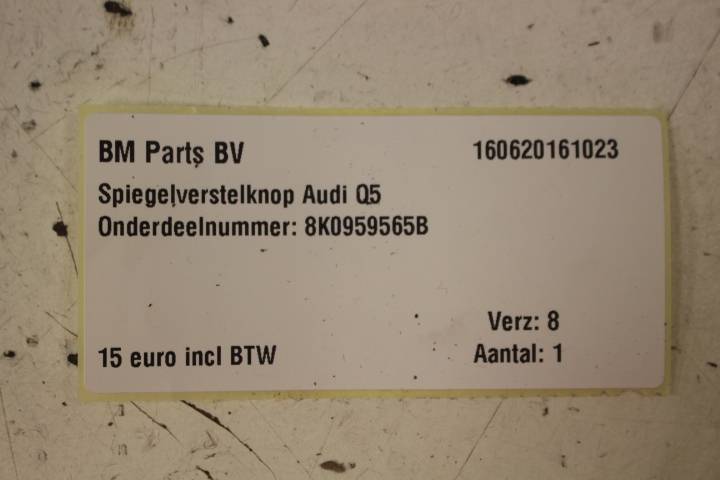 BM Parts BV 160620161023
Spiegelverstelknop Audi Q5
Onderdeelnummer: 8K0959565B
Verz: 8
15 euro incl BTW Aantal: 1